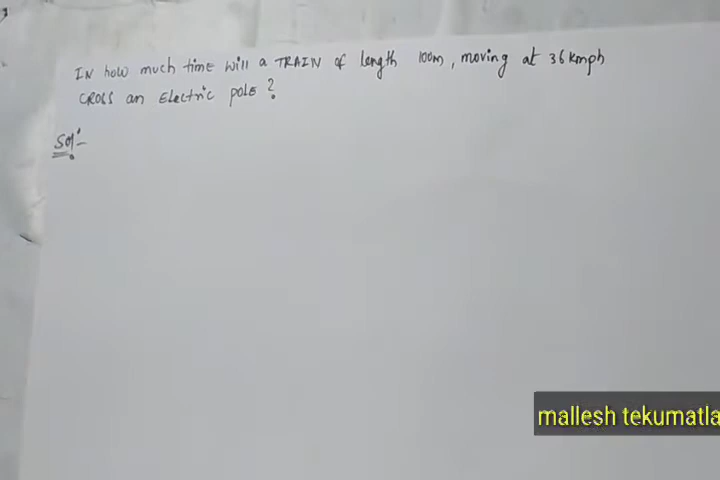 IN how much time will a TRAIN of length 100m, moving at 36 kmph
CROSS an Electric pole ?
Sol:-
mallesh tekumatla